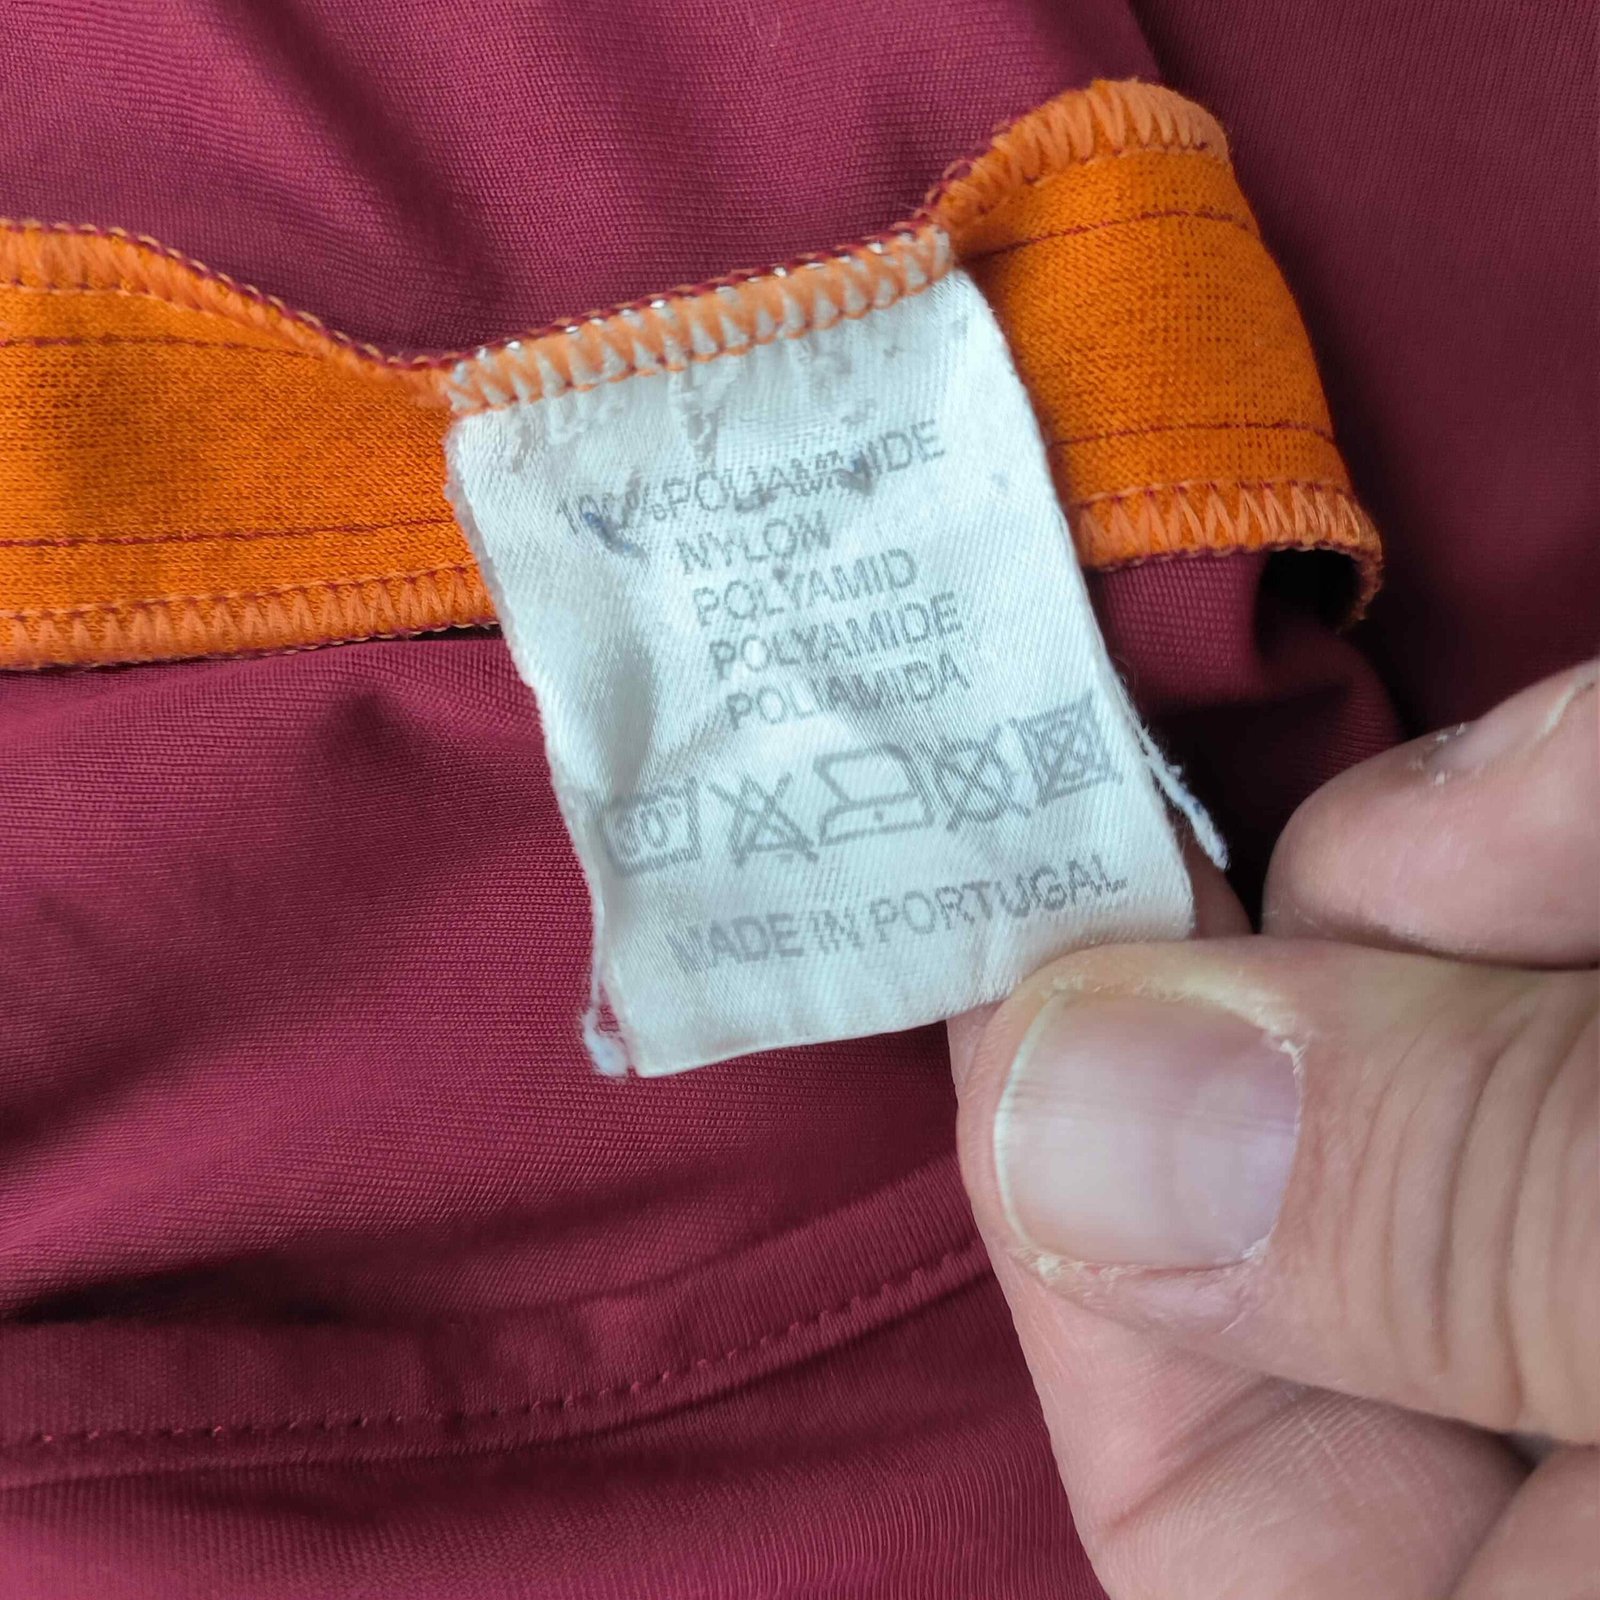 100%POLIAMMIDE
NYLON
POLYAMID
POLYAMIDE
POLIAMIDA
30°
MADE IN PORTUGAL